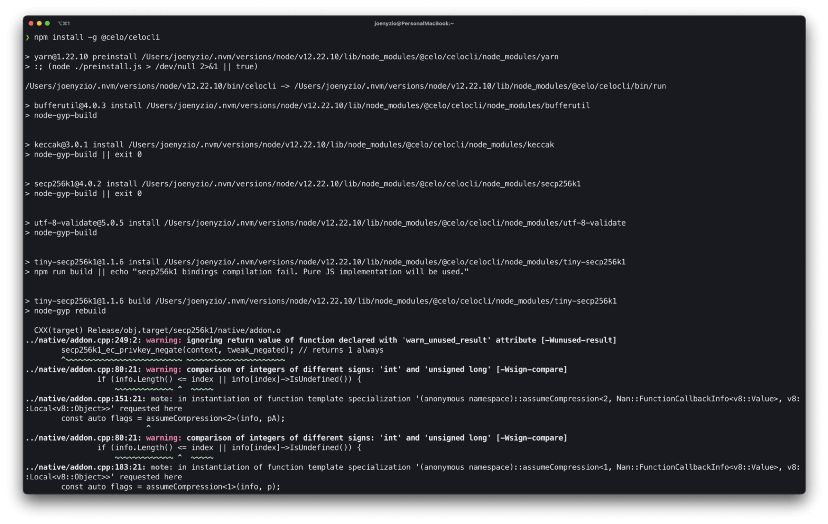 ⌥⌘1
joenyzio@PersonalMacBook:~
❯ npm install -g @celo/celocli
> yarn@1.22.10 preinstall /Users/joenyzio/.nvm/versions/node/v12.22.10/lib/node_modules/@celo/celocli/node_modules/yarn
> :; (node ./preinstall.js > /dev/null 2>&1 || true)
/Users/joenyzio/.nvm/versions/node/v12.22.10/bin/celocli -> /Users/joenyzio/.nvm/versions/node/v12.22.10/lib/node_modules/@celo/celocli/bin/run
> bufferutil@4.0.3 install /Users/joenyzio/.nvm/versions/node/v12.22.10/lib/node_modules/@celo/celocli/node_modules/bufferutil
> node-gyp-build
> keccak@3.0.1 install /Users/joenyzio/.nvm/versions/node/v12.22.10/lib/node_modules/@celo/celocli/node_modules/keccak
> node-gyp-build || exit 0
> secp256k1@4.0.2 install /Users/joenyzio/.nvm/versions/node/v12.22.10/lib/node_modules/@celo/celocli/node_modules/secp256k1
> node-gyp-build || exit 0
> utf-8-validate@5.0.5 install /Users/joenyzio/.nvm/versions/node/v12.22.10/lib/node_modules/@celo/celocli/node_modules/utf-8-validate
> node-gyp-build
> tiny-secp256k1@1.1.6 install /Users/joenyzio/.nvm/versions/node/v12.22.10/lib/node_modules/@celo/celocli/node_modules/tiny-secp256k1
> npm run build || echo "secp256k1 bindings compilation fail. Pure JS implementation will be used."
> tiny-secp256k1@1.1.6 build /Users/joenyzio/.nvm/versions/node/v12.22.10/lib/node_modules/@celo/celocli/node_modules/tiny-secp256k1
> node-gyp rebuild
CXX(target) Release/obj.target/secp256k1/native/addon.o
../native/addon.cpp:249:2: warning: ignoring return value of function declared with 'warn_unused_result' attribute [-Wunused-result]
secp256k1_ec_privkey_negate(context, tweak_negated); // returns 1 always
^~~~~~~~~~~~~~~~~~~~~~~~~~~ ~~~~~~~~~~~~~~~~~~~~~~
../native/addon.cpp:80:21: warning: comparison of integers of different signs: 'int' and 'unsigned long' [-Wsign-compare]
if (info.Length() <= index || info[index]->IsUndefined()) {
~~~~~~~~~~~~~ ^  ~~~~~
../native/addon.cpp:151:21: note: in instantiation of function template specialization '(anonymous namespace)::assumeCompression<2, Nan::FunctionCallbackInfo<v8::Value>, v8:
:Local<v8::Object>>' requested here
const auto flags = assumeCompression<2>(info, pA);
^
../native/addon.cpp:80:21: warning: comparison of integers of different signs: 'int' and 'unsigned long' [-Wsign-compare]
if (info.Length() <= index || info[index]->IsUndefined()) {
~~~~~~~~~~~~~ ^  ~~~~~
../native/addon.cpp:183:21: note: in instantiation of function template specialization '(anonymous namespace)::assumeCompression<1, Nan::FunctionCallbackInfo<v8::Value>, v8:
:Local<v8::Object>>' requested here
const auto flags = assumeCompression<1>(info, p);